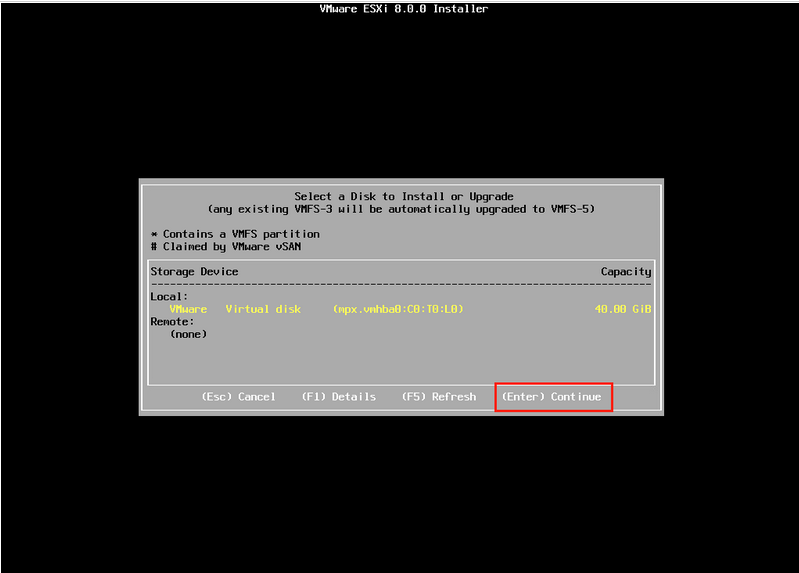 VMware ESXi 8.0.0 Installer
Select a Disk to Install or Upgrade
(any existing VMFS-3 will be automatically upgraded to VMFS-5)
* Contains a VMFS partition
# Claimed by VMware vSAN
Storage Device Capacity
Local:
VMware Virtual disk (mpx.vmhba0:C0:T0:L0) 40.00 GiB
Remote:
(none)
(Esc) Cancel (F1) Details (F5) Refresh (Enter) Continue